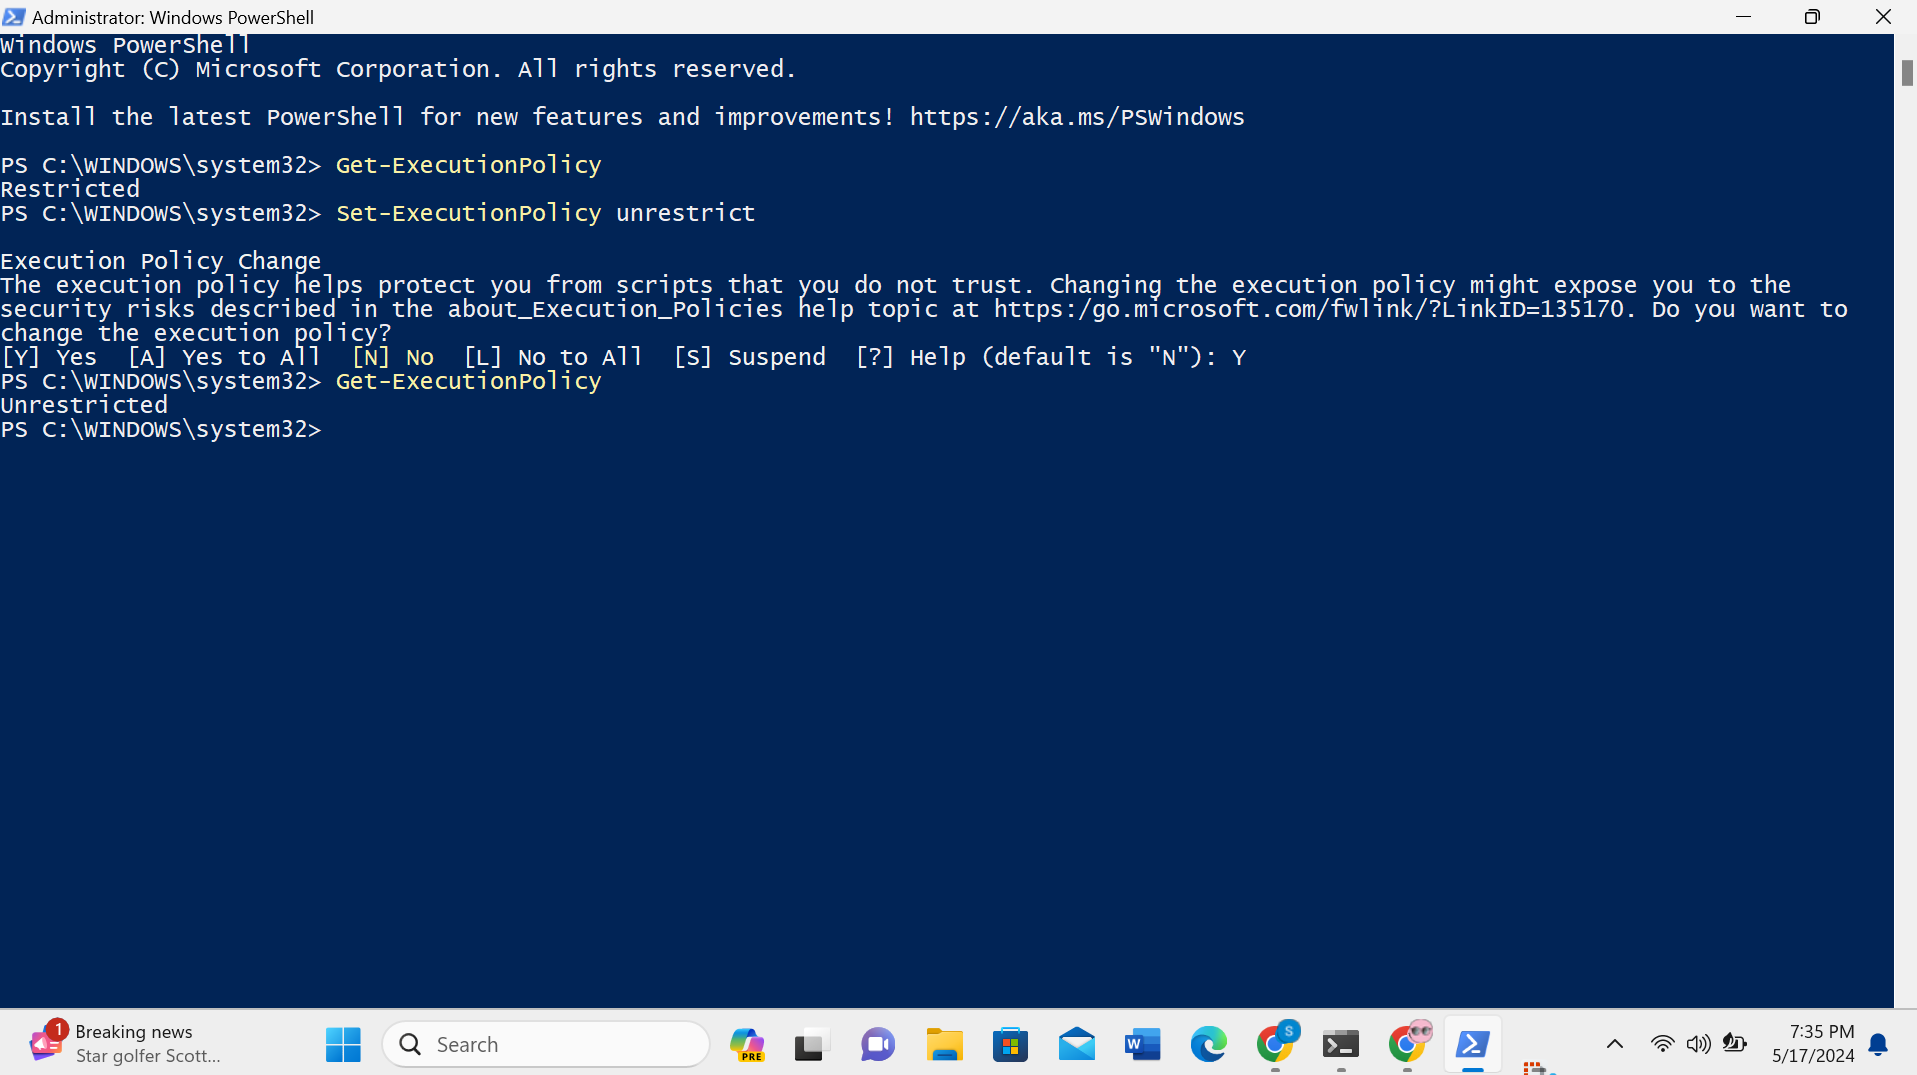 Administrator: Windows PowerShell
Windows PowerShell
Copyright (C) Microsoft Corporation. All rights reserved.
Install the latest PowerShell for new features and improvements! https://aka.ms/PSWindows
PS C:\WINDOWS\system32> Get-ExecutionPolicy
Restricted
PS C:\WINDOWS\system32> Set-ExecutionPolicy unrestrict
Execution Policy Change
The execution policy helps protect you from scripts that you do not trust. Changing the execution policy might expose you to the
security risks described in the about_Execution_Policies help topic at https:/go.microsoft.com/fwlink/?LinkID=135170. Do you want to
change the execution policy?
[Y] Yes  [A] Yes to All  [N] No  [L] No to All  [S] Suspend  [?] Help (default is "N"): Y
PS C:\WINDOWS\system32> Get-ExecutionPolicy
Unrestricted
PS C:\WINDOWS\system32>
1
Breaking news
Star golfer Scott...
Search
PRE
W
S
7:35 PM
5/17/2024